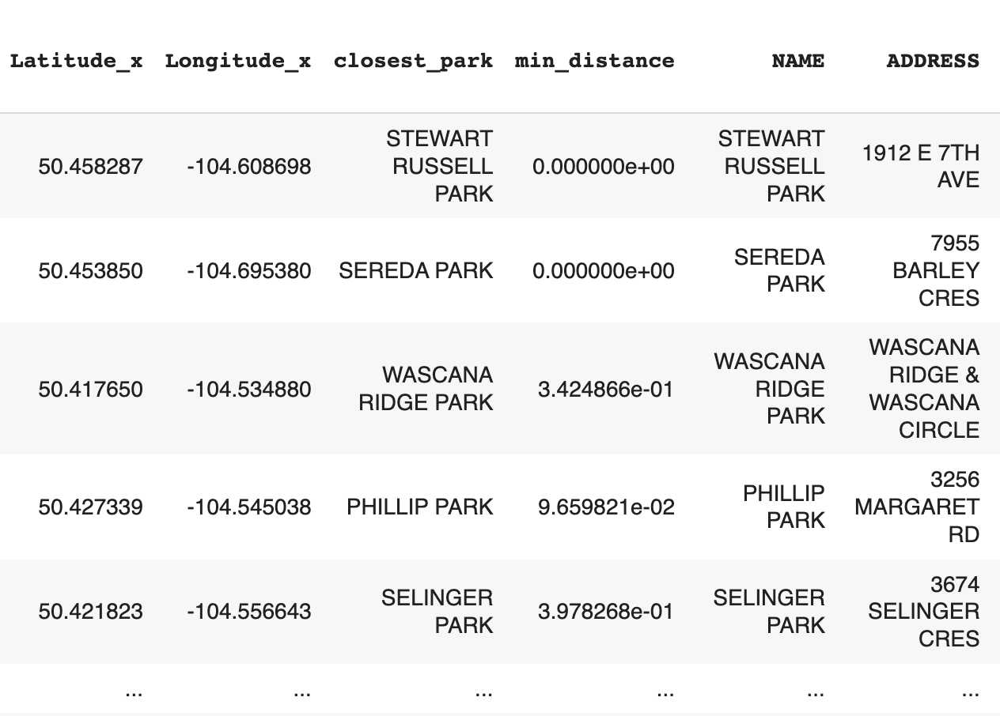 Latitude_x Longitude_x closest_park min_distance NAME ADDRESS
50.458287 -104.608698 STEWART RUSSELL PARK 0.000000e+00 STEWART RUSSELL PARK 1912 E 7TH AVE
50.453850 -104.695380 SEREDA PARK 0.000000e+00 SEREDA PARK 7955 BARLEY CRES
50.417650 -104.534880 WASCANA RIDGE PARK 3.424866e-01 WASCANA RIDGE PARK WASCANA RIDGE & WASCANA CIRCLE
50.427339 -104.545038 PHILLIP PARK 9.659821e-02 PHILLIP PARK 3256 MARGARET RD
50.421823 -104.556643 SELINGER PARK 3.978268e-01 SELINGER PARK 3674 SELINGER CRES
... ... ... ... ... ...